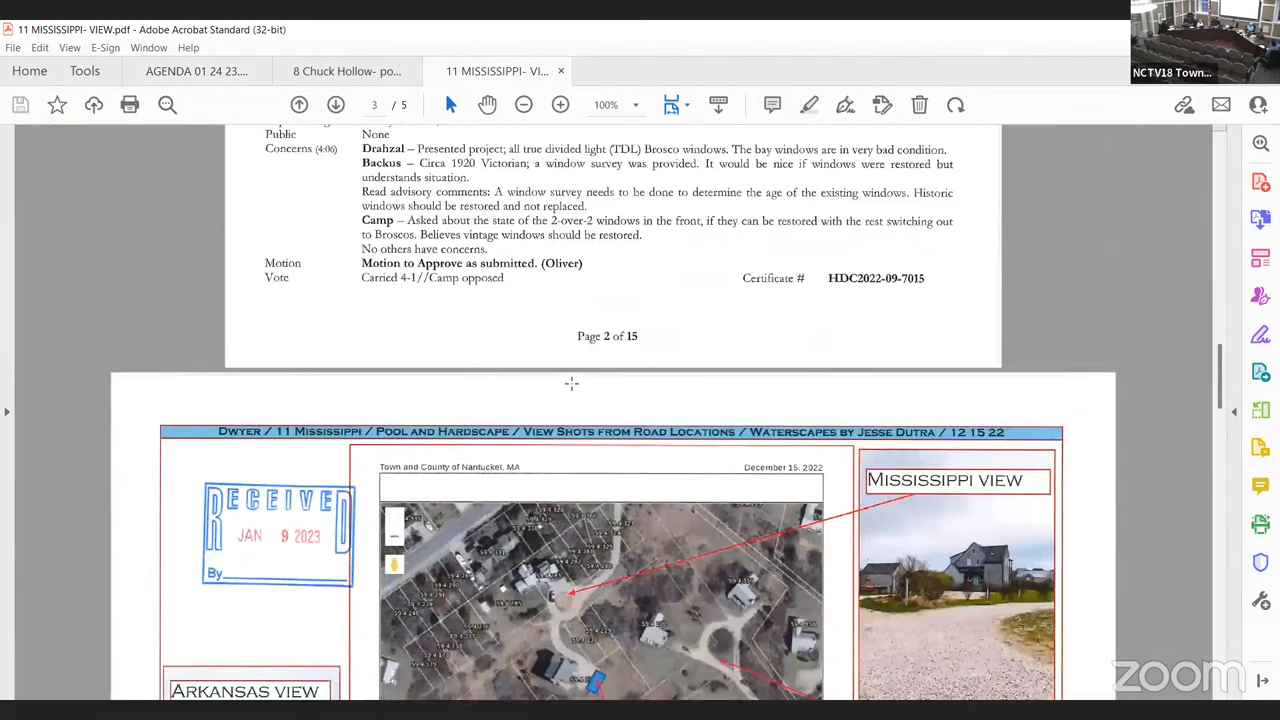 11 MISSISSIPPI- VIEW.pdf - Adobe Acrobat Standard (32-bit)
File Edit View E-Sign Window Help
Home Tools AGENDA 01 24 23.... 8 Chuck Hollow- po... 11 MISSISSIPPI- VI... ×
3 / 5 100%
NCTV18 Town...
Public None
Concerns (4:06) Drahzal – Presented project; all true divided light (TDL) Brosco windows. The bay windows are in very bad condition.
Backus – Circa 1920 Victorian; a window survey was provided. It would be nice if windows were restored but
understands situation.
Read advisory comments: A window survey needs to be done to determine the age of the existing windows. Historic
windows should be restored and not replaced.
Camp – Asked about the state of the 2-over-2 windows in the front, if they can be restored with the rest switching out
to Broscos. Believes vintage windows should be restored.
No others have concerns.
Motion Motion to Approve as submitted. (Oliver)
Vote Carried 4-1//Camp opposed Certificate # HDC2022-09-7015
Page 2 of 15
Dwyer / 11 Mississippi / Pool and Hardscape / View Shots from Road Locations / Waterscapes by Jesse Dutra / 12 15 22
Town and County of Nantucket, MA December 15, 2022
RECEIVED
JAN 9 2023
By
Mississippi view
Arkansas view
zoom